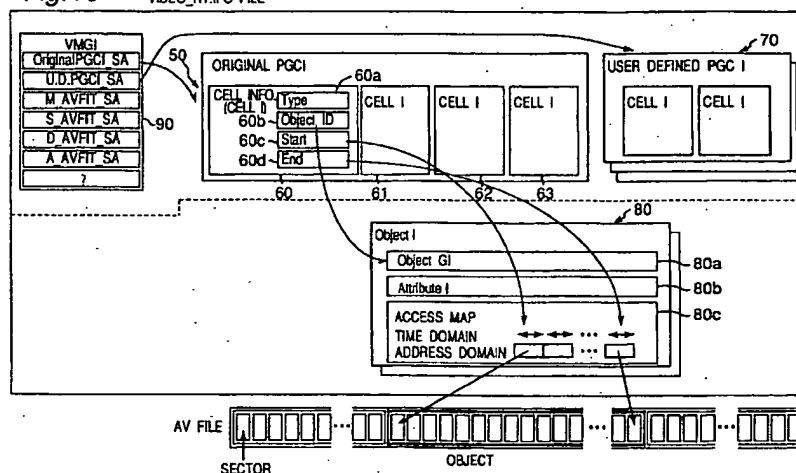 VMGI
OriginalPGCI_SA
U.D.PGCI_SA
M_AVFIT_SA
S_AVFIT_SA
D_AVFIT_SA
A_AVFIT_SA
?
90
50
ORIGINAL PGCI
CELL INFO.
(CELL I)
60a
Type
60b
Object_ID
60c
Start
60d
End
CELL I
CELL I
CELL I
60
61
62
63
70
USER DEFINED PGC I
CELL I
CELL I
80
Object I
Object GI
80a
Attribute I
80b
ACCESS MAP
80c
TIME DOMAIN
...
ADDRESS DOMAIN
...
AV FILE
...
...
...
SECTOR
OBJECT